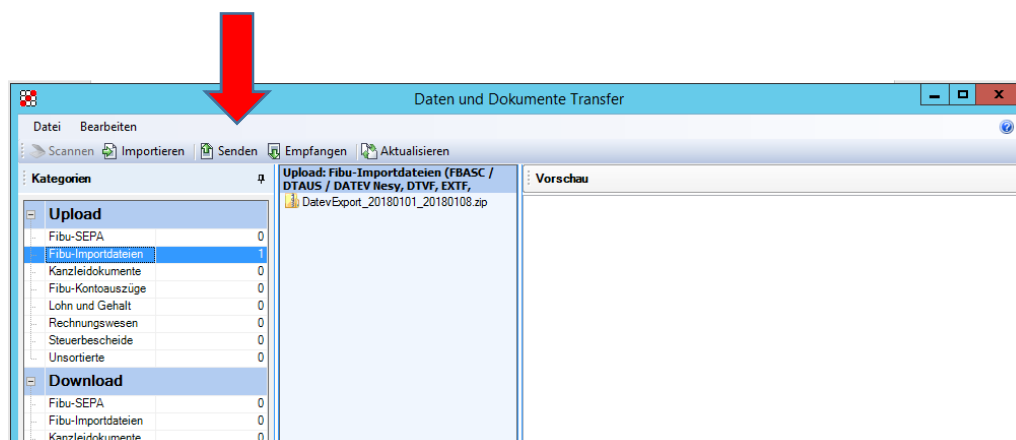 Daten und Dokumente Transfer
Datei Bearbeiten
Scannen Importieren Senden Empfangen Aktualisieren
Kategorien
Upload: Fibu-Importdateien (FBASC /
DTAUS / DATEV Nesy, DTVF, EXTF,
Vorschau
DatevExport_20180101_20180108.zip
Upload
Fibu-SEPA 0
Fibu-Importdateien 1
Kanzleidokumente 0
Fibu-Kontoauszüge 0
Lohn und Gehalt 0
Rechnungswesen 0
Steuerbescheide 0
Unsortierte 0
Download
Fibu-SEPA 0
Fibu-Importdateien 0
Kanzleidokumente 0